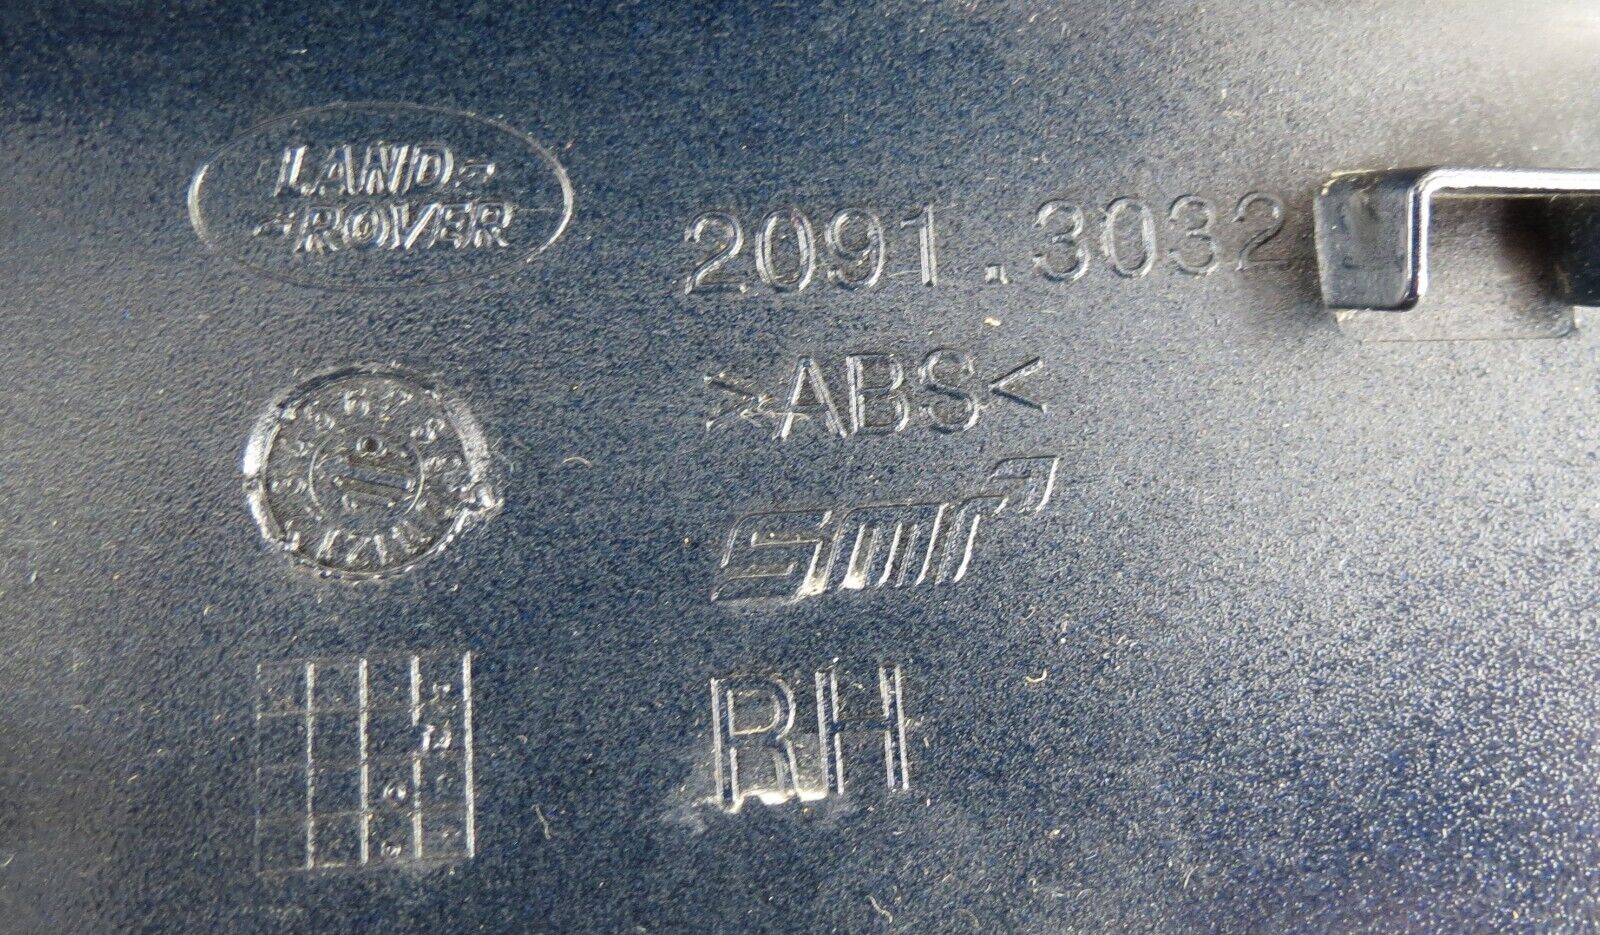 LAND-
-ROVER
2091.3032
>ABS<
smr
RH